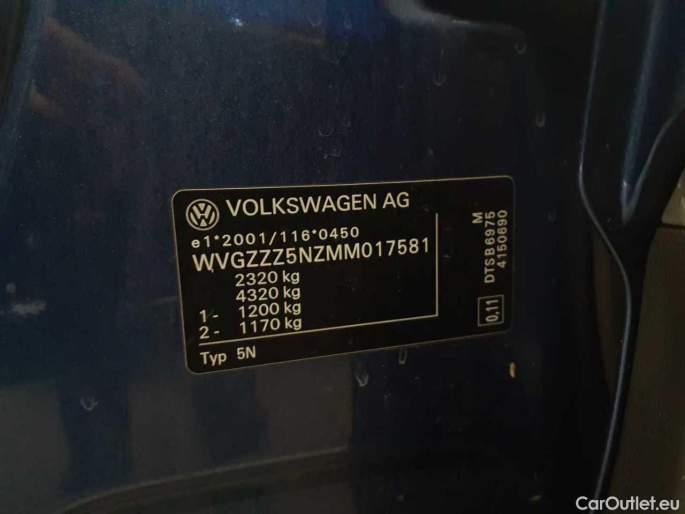 VOLKSWAGEN AG
e1*2001/116*0450
WVGZZZ5NZMM017581
2320 kg
4320 kg
1- 1200 kg
2- 1170 kg
Typ 5N
M
DTSB6975
4150690
0,11
CarOutlet.eu